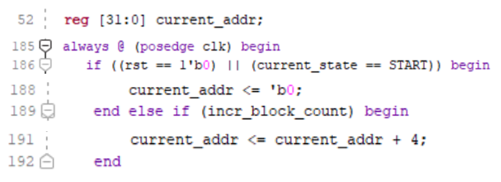 52 reg [31:0] current_addr;
185 always @ (posedge clk) begin
186 if ((rst == 1'b0) || (current_state == START)) begin
188 current_addr <= 'b0;
189 end else if (incr_block_count) begin
191 current_addr <= current_addr + 4;
192 end